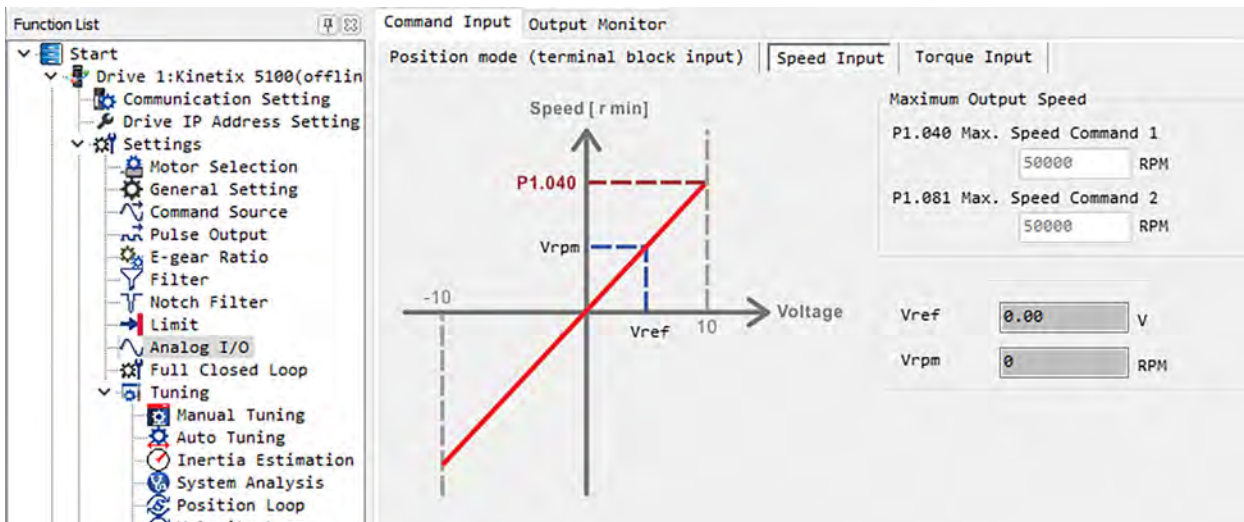 Function List
Start
Drive 1:Kinetix 5100(offlin
Communication Setting
Drive IP Address Setting
Settings
Motor Selection
General Setting
Command Source
Pulse Output
E-gear Ratio
Filter
Notch Filter
Limit
Analog I/O
Full Closed Loop
Tuning
Manual Tuning
Auto Tuning
Inertia Estimation
System Analysis
Position Loop
Command Input Output Monitor
Position mode (terminal block input) Speed Input Torque Input
Speed [ r min]
P1.040
Vrpm
-10
Vref
10
Voltage
Maximum Output Speed
P1.040 Max. Speed Command 1
50000 RPM
P1.081 Max. Speed Command 2
50000 RPM
Vref 0.00 V
Vrpm 0 RPM